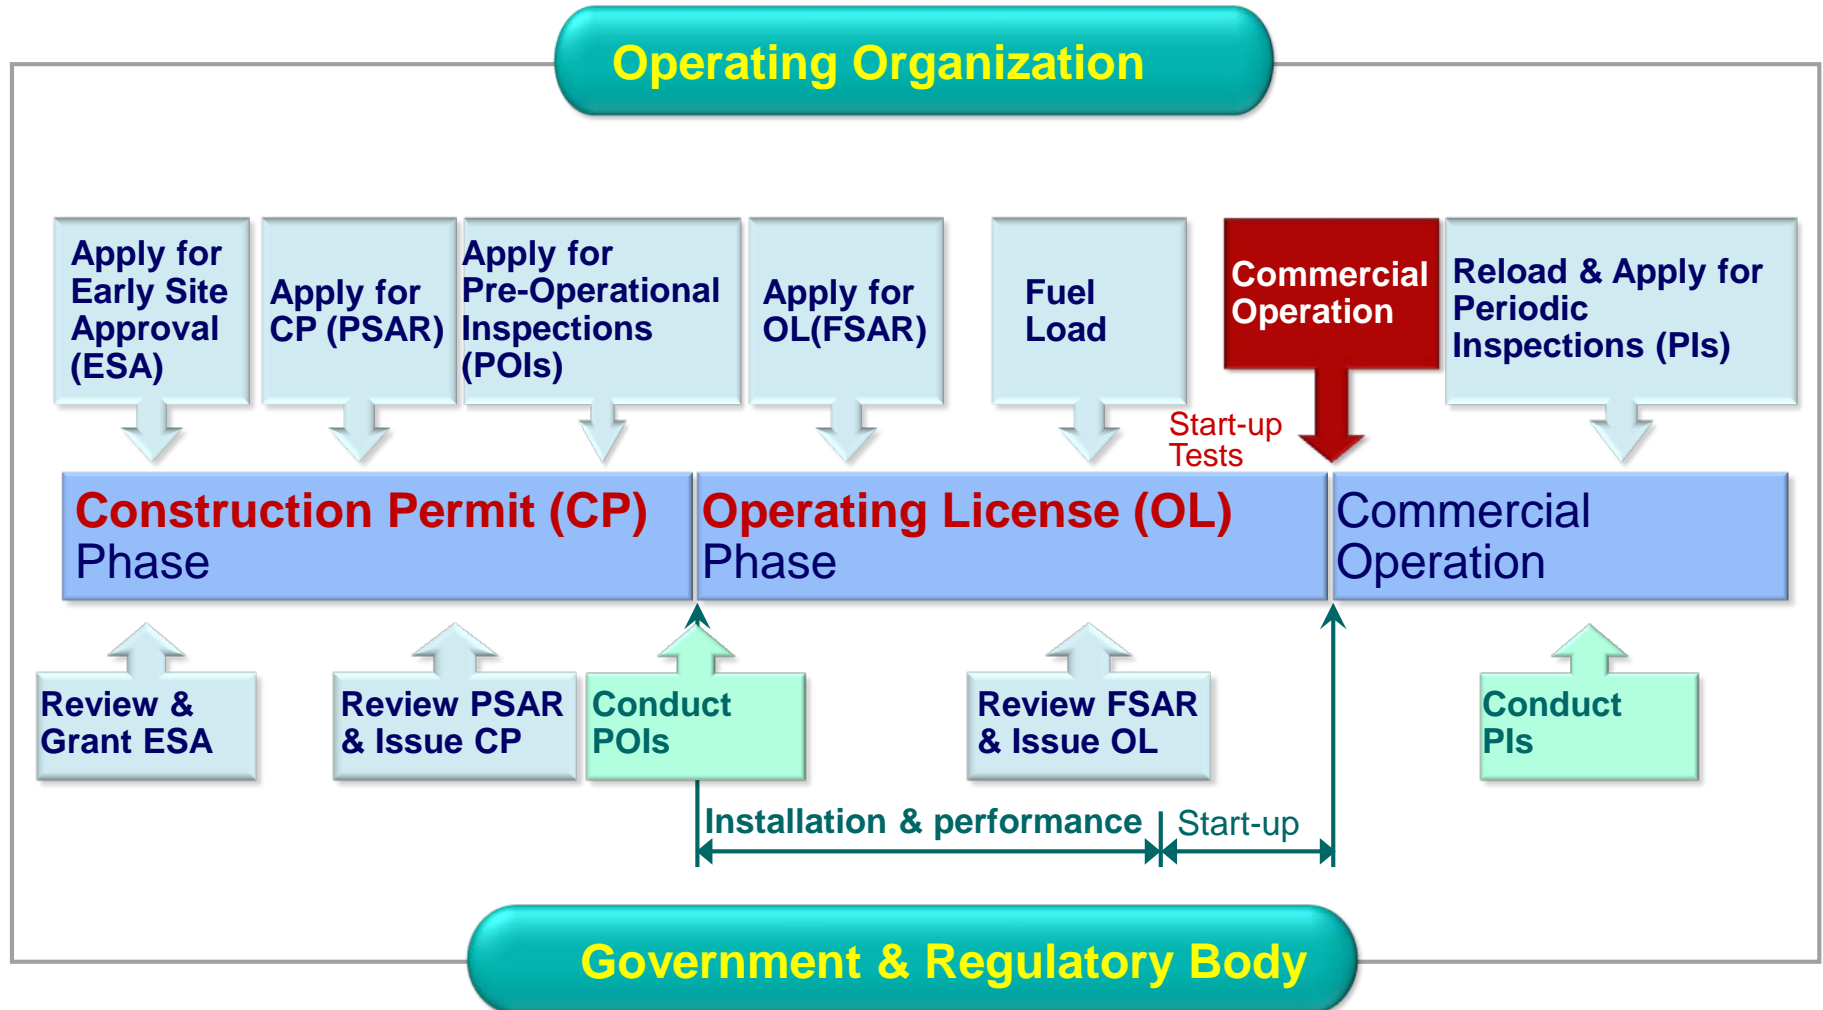 Operating Organization
Apply for
Early Site
Approval
(ESA)
Apply for
CP (PSAR)
Apply for
Pre-Operational
Inspections
(POIs)
Apply for
OL(FSAR)
Fuel
Load
Commercial
Operation
Reload & Apply for
Periodic
Inspections (PIs)
Start-up
Tests
Construction Permit (CP)
Phase
Operating License (OL)
Phase
Commercial
Operation
Review &
Grant ESA
Review PSAR
& Issue CP
Conduct
POIs
Review FSAR
& Issue OL
Conduct
PIs
Installation & performance
Start-up
Government & Regulatory Body